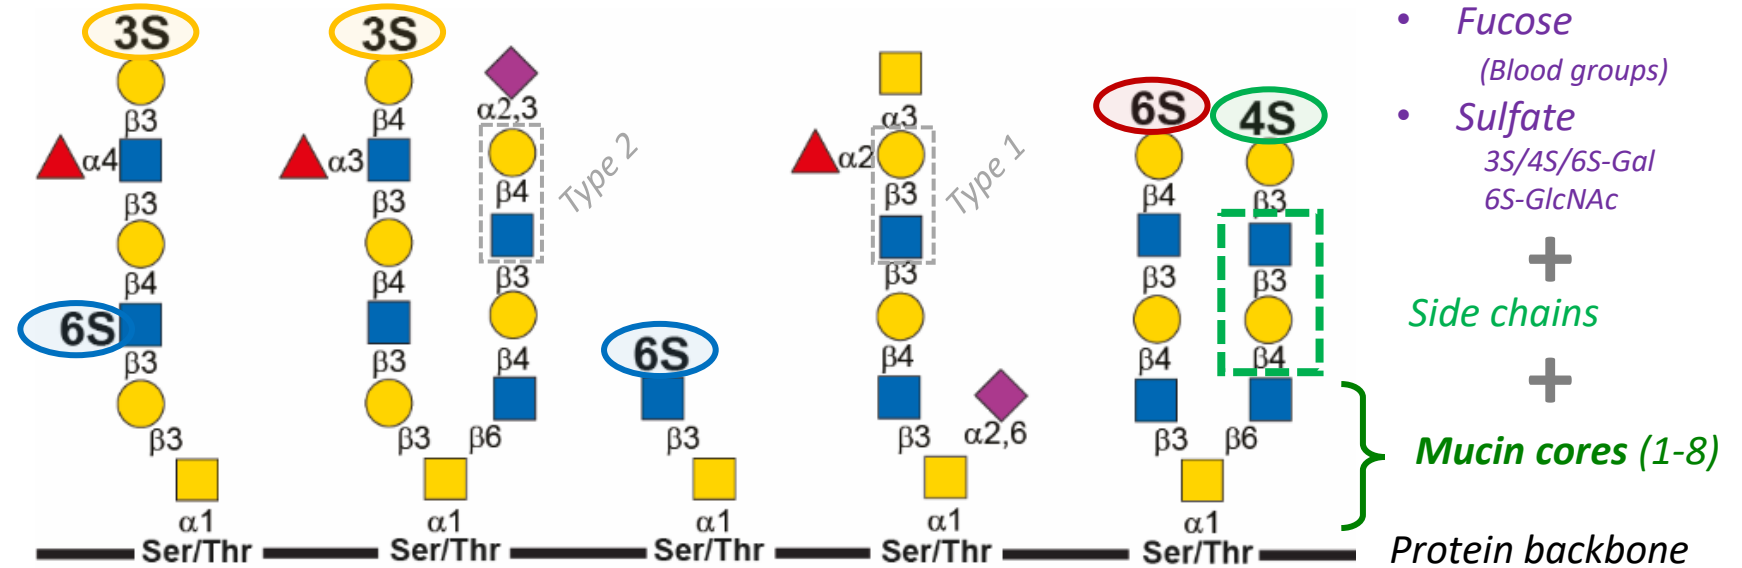 3S
β3
α4
β3
β4
6S
β3
β3
α1
Ser/Thr
3S
β4
α3
β3
β4
β3
β3
α2,3
β4
Type 2
β3
β4
β6
α1
Ser/Thr
6S
β3
α1
Ser/Thr
α3
α2
β3
Type 1
β3
β4
β3
α2,6
α1
Ser/Thr
6S
β4
β3
β4
β3
4S
β3
β3
β4
β6
α1
Ser/Thr
• Fucose
(Blood groups)
• Sulfate
3S/4S/6S-Gal
6S-GlcNAc
+
Side chains
+
Mucin cores (1-8)
Protein backbone